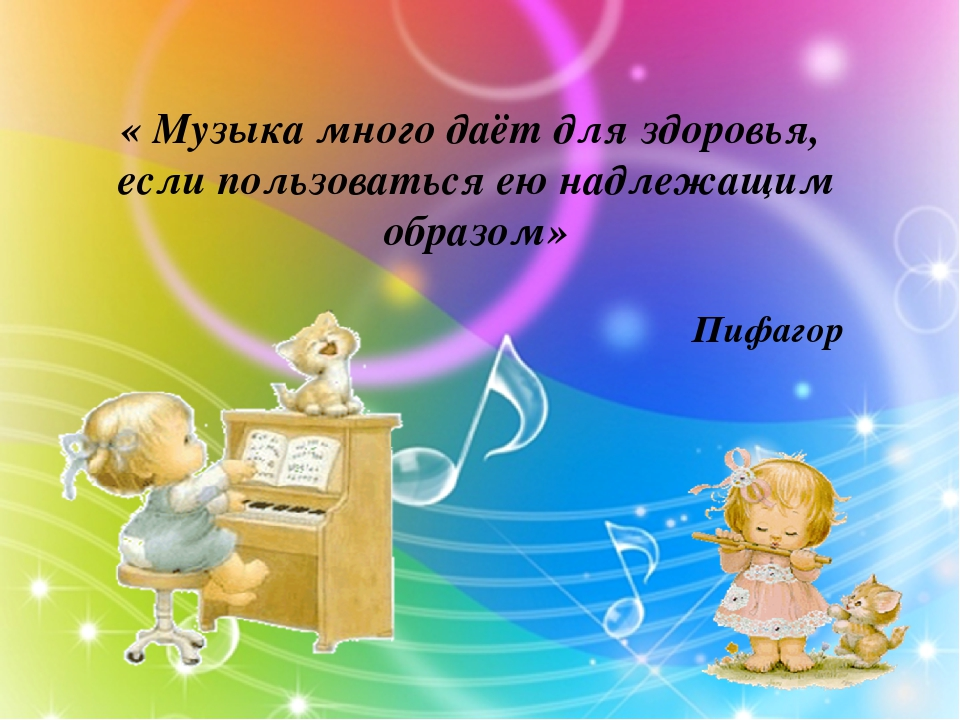 « Музыка много даёт для здоровья,
если пользоваться ею надлежащим
образом»
Пифагор